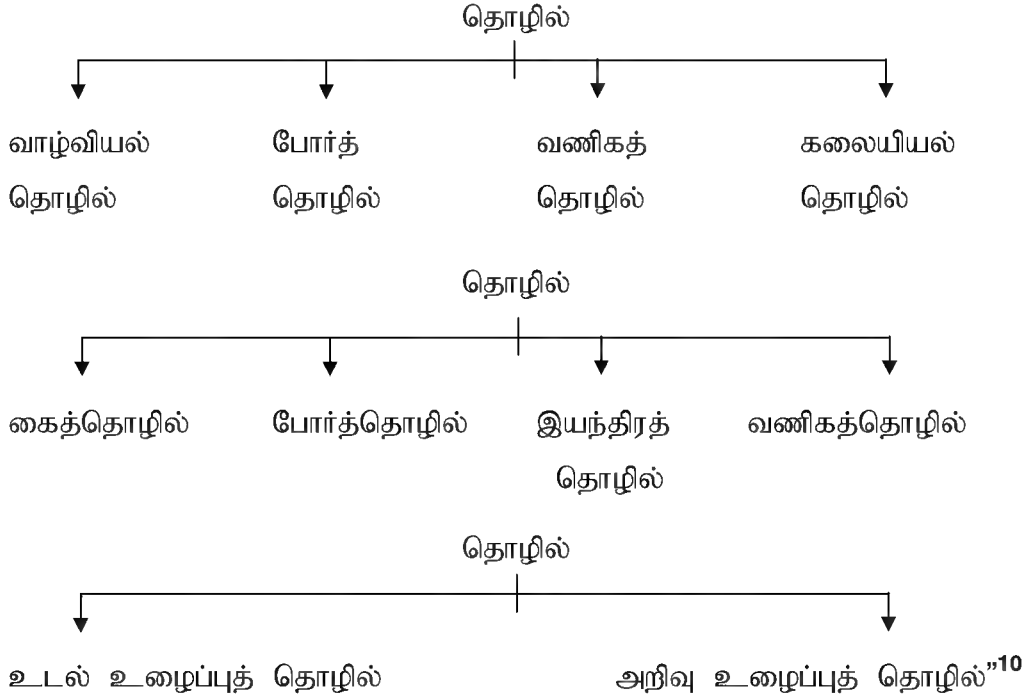 தொழில்
வாழ்வியல் போர்த் வணிகத் கலையியல்
தொழில் தொழில் தொழில் தொழில்
தொழில்
கைத்தொழில் போர்த்தொழில் இயந்திரத் வணிகத்தொழில்
தொழில்
தொழில்
உடல் உழைப்புத் தொழில் அறிவு உழைப்புத் தொழில்”10